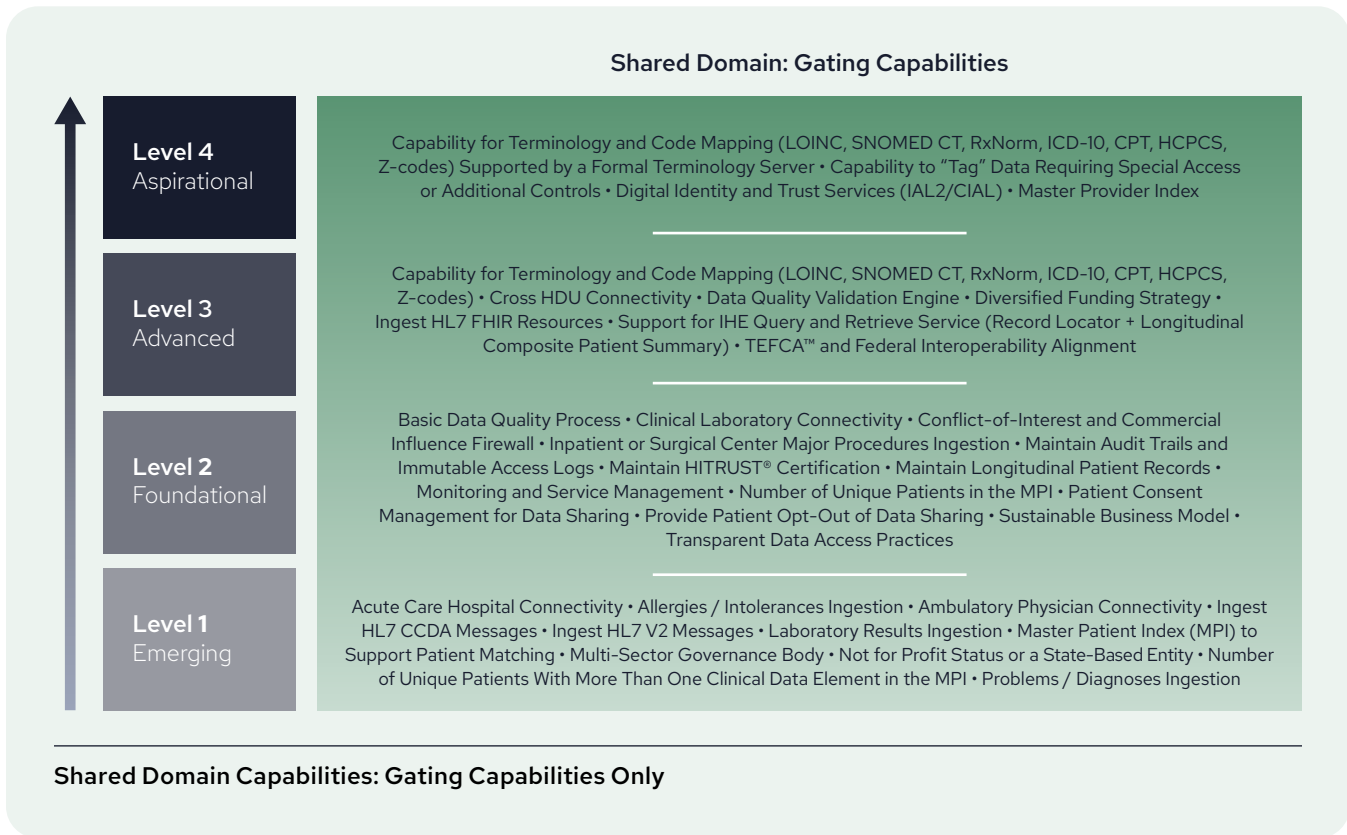 Shared Domain: Gating Capabilities
Level 4
Aspirational
Capability for Terminology and Code Mapping (LOINC, SNOMED CT, RxNorm, ICD-10, CPT, HCPCS,
Z-codes) Supported by a Formal Terminology Server • Capability to “Tag” Data Requiring Special Access
or Additional Controls • Digital Identity and Trust Services (IAL2/CIAL) • Master Provider Index
Level 3
Advanced
Capability for Terminology and Code Mapping (LOINC, SNOMED CT, RxNorm, ICD-10, CPT, HCPCS,
Z-codes) • Cross HDU Connectivity • Data Quality Validation Engine • Diversified Funding Strategy •
Ingest HL7 FHIR Resources • Support for IHE Query and Retrieve Service (Record Locator + Longitudinal
Composite Patient Summary) • TEFCA™ and Federal Interoperability Alignment
Level 2
Foundational
Basic Data Quality Process • Clinical Laboratory Connectivity • Conflict-of-Interest and Commercial
Influence Firewall • Inpatient or Surgical Center Major Procedures Ingestion • Maintain Audit Trails and
Immutable Access Logs • Maintain HITRUST® Certification • Maintain Longitudinal Patient Records •
Monitoring and Service Management • Number of Unique Patients in the MPI • Patient Consent
Management for Data Sharing • Provide Patient Opt-Out of Data Sharing • Sustainable Business Model •
Transparent Data Access Practices
Level 1
Emerging
Acute Care Hospital Connectivity • Allergies / Intolerances Ingestion • Ambulatory Physician Connectivity • Ingest
HL7 CCDA Messages • Ingest HL7 V2 Messages • Laboratory Results Ingestion • Master Patient Index (MPI) to
Support Patient Matching • Multi-Sector Governance Body • Not for Profit Status or a State-Based Entity • Number
of Unique Patients With More Than One Clinical Data Element in the MPI • Problems / Diagnoses Ingestion
Shared Domain Capabilities: Gating Capabilities Only